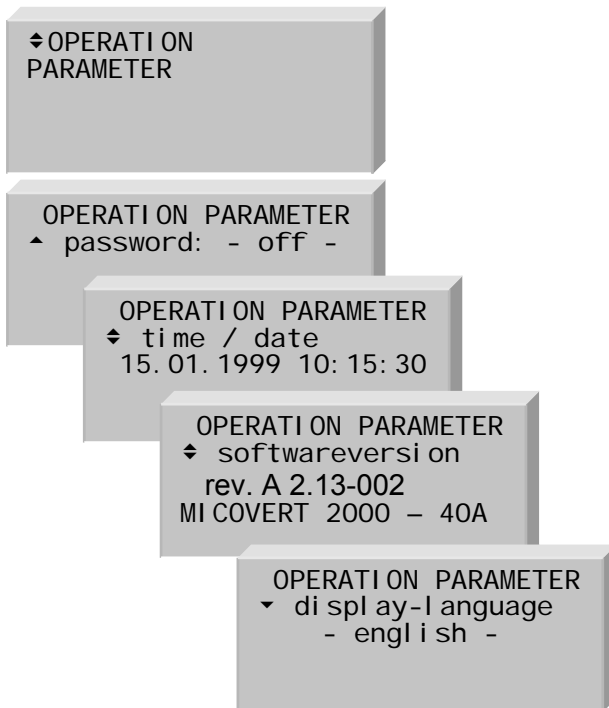 OPERATION
PARAMETER
OPERATION PARAMETER
password: - off -
OPERATION PARAMETER
time / date
15.01.1999 10:15:30
OPERATION PARAMETER
softwareversion
rev. A 2.13-002
MICOVERT 2000 – 40A
OPERATION PARAMETER
display-language
- english -